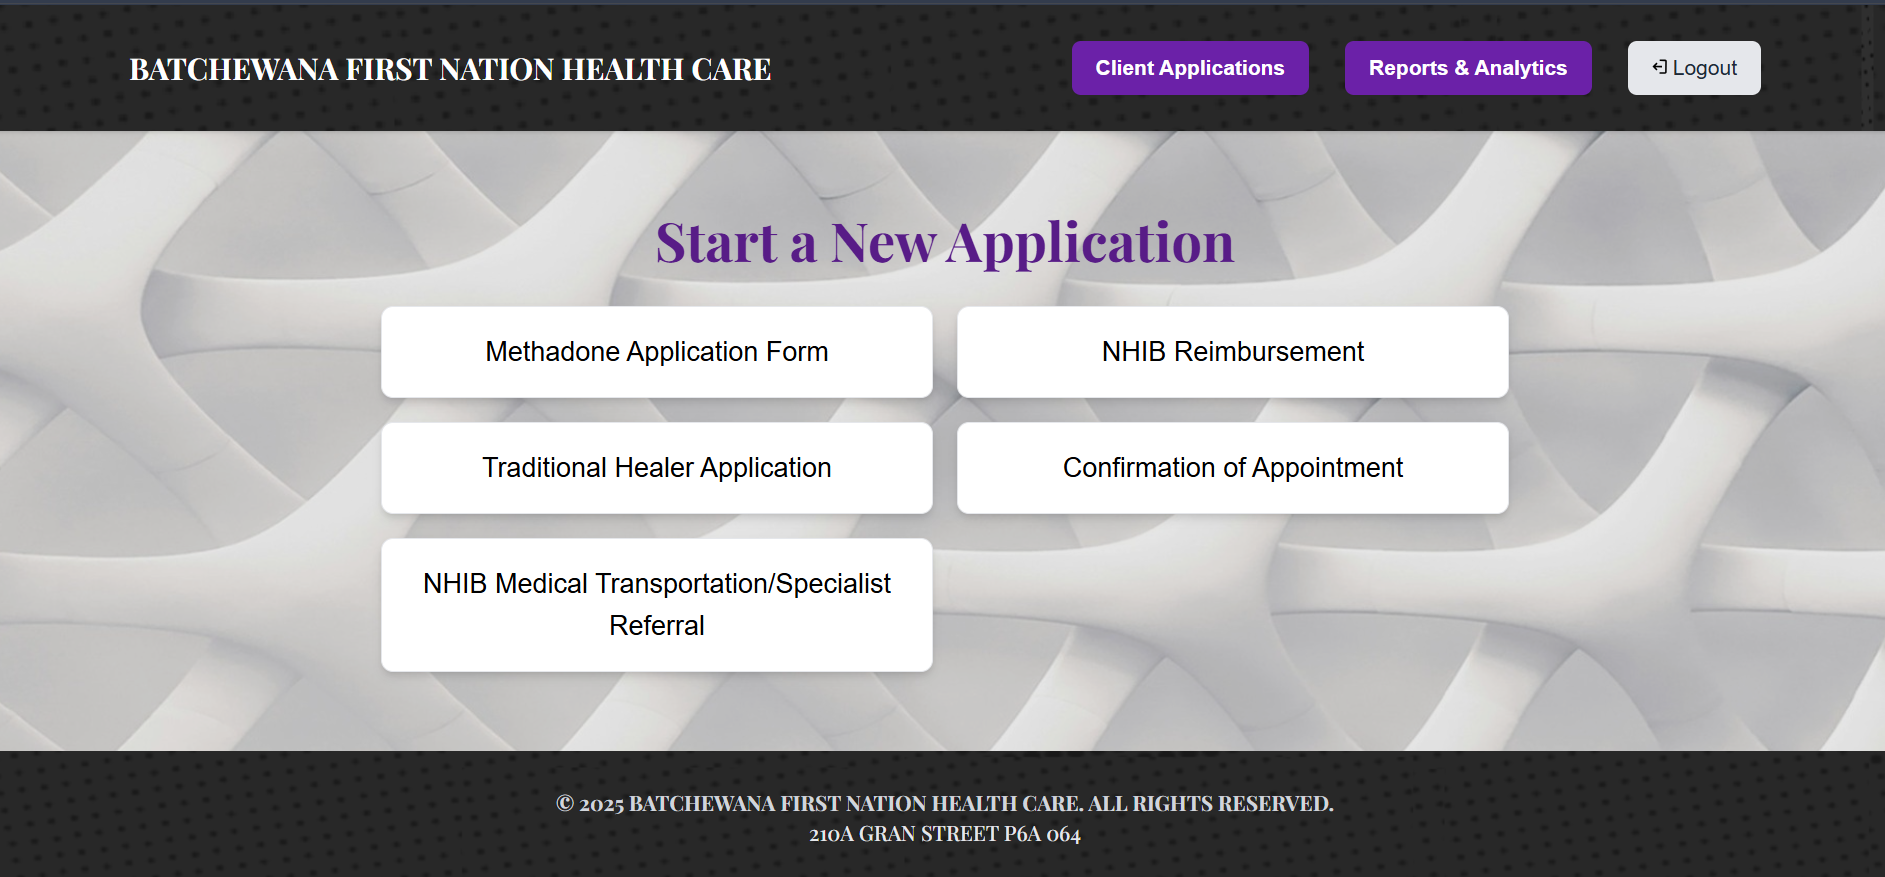 BATCHEWANA FIRST NATION HEALTH CARE
Client Applications
Reports & Analytics
Logout
Start a New Application
Methadone Application Form
NHIB Reimbursement
Traditional Healer Application
Confirmation of Appointment
NHIB Medical Transportation/Specialist
Referral
© 2025 BATCHEWANA FIRST NATION HEALTH CARE. ALL RIGHTS RESERVED.
210A GRAN STREET P6A 064